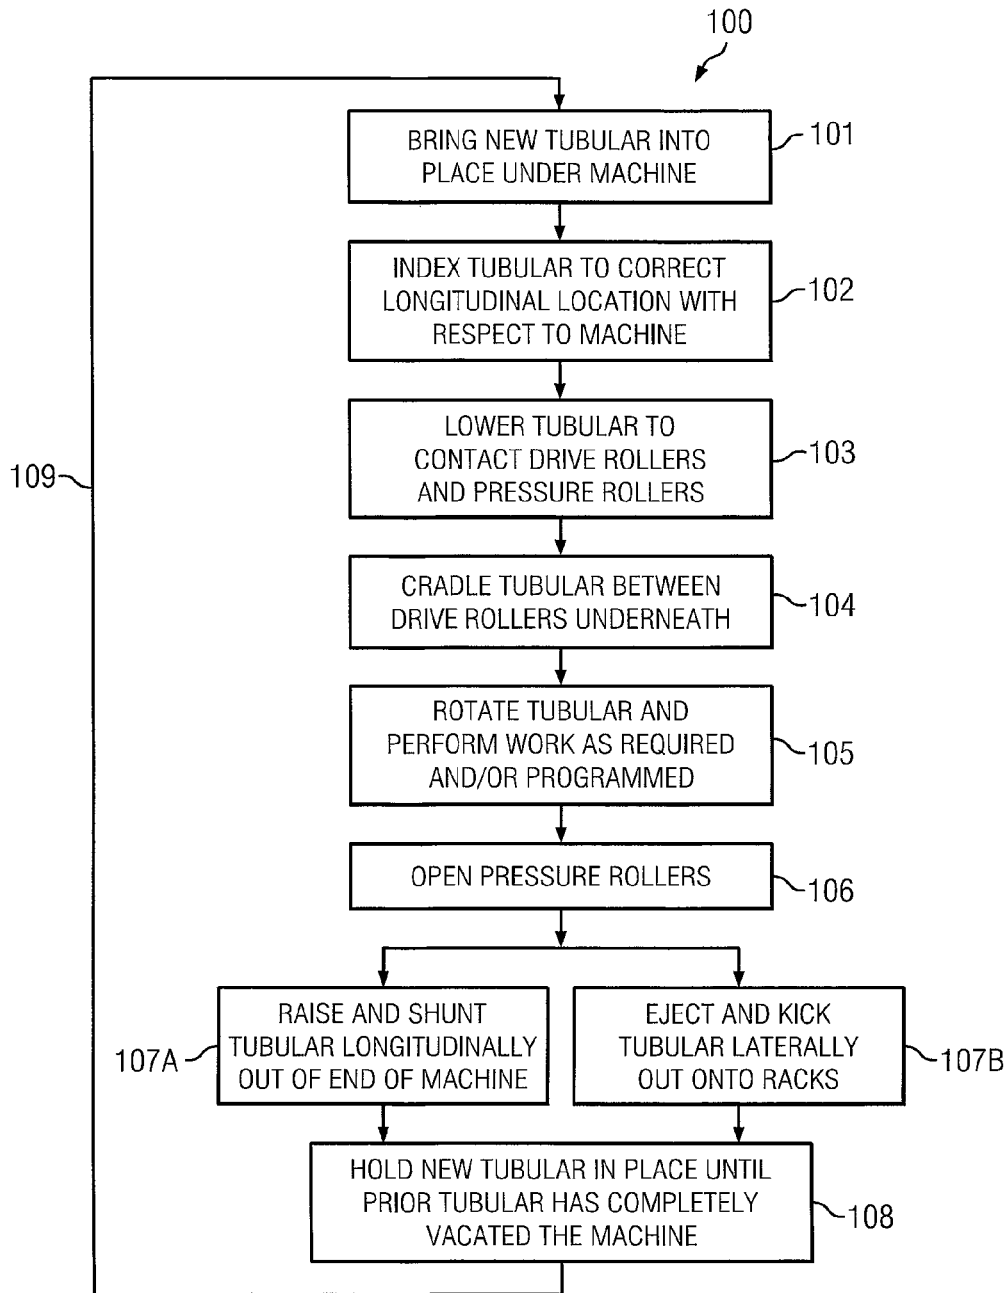 100
BRING NEW TUBULAR INTO
PLACE UNDER MACHINE
101
INDEX TUBULAR TO CORRECT
LONGITUDINAL LOCATION WITH
RESPECT TO MACHINE
102
LOWER TUBULAR TO
CONTACT DRIVE ROLLERS
AND PRESSURE ROLLERS
103
109
CRADLE TUBULAR BETWEEN
DRIVE ROLLERS UNDERNEATH
104
ROTATE TUBULAR AND
PERFORM WORK AS REQUIRED
AND/OR PROGRAMMED
105
OPEN PRESSURE ROLLERS
106
RAISE AND SHUNT
TUBULAR LONGITUDINALLY
OUT OF END OF MACHINE
107A
EJECT AND KICK
TUBULAR LATERALLY
OUT ONTO RACKS
107B
HOLD NEW TUBULAR IN PLACE UNTIL
PRIOR TUBULAR HAS COMPLETELY
VACATED THE MACHINE
108